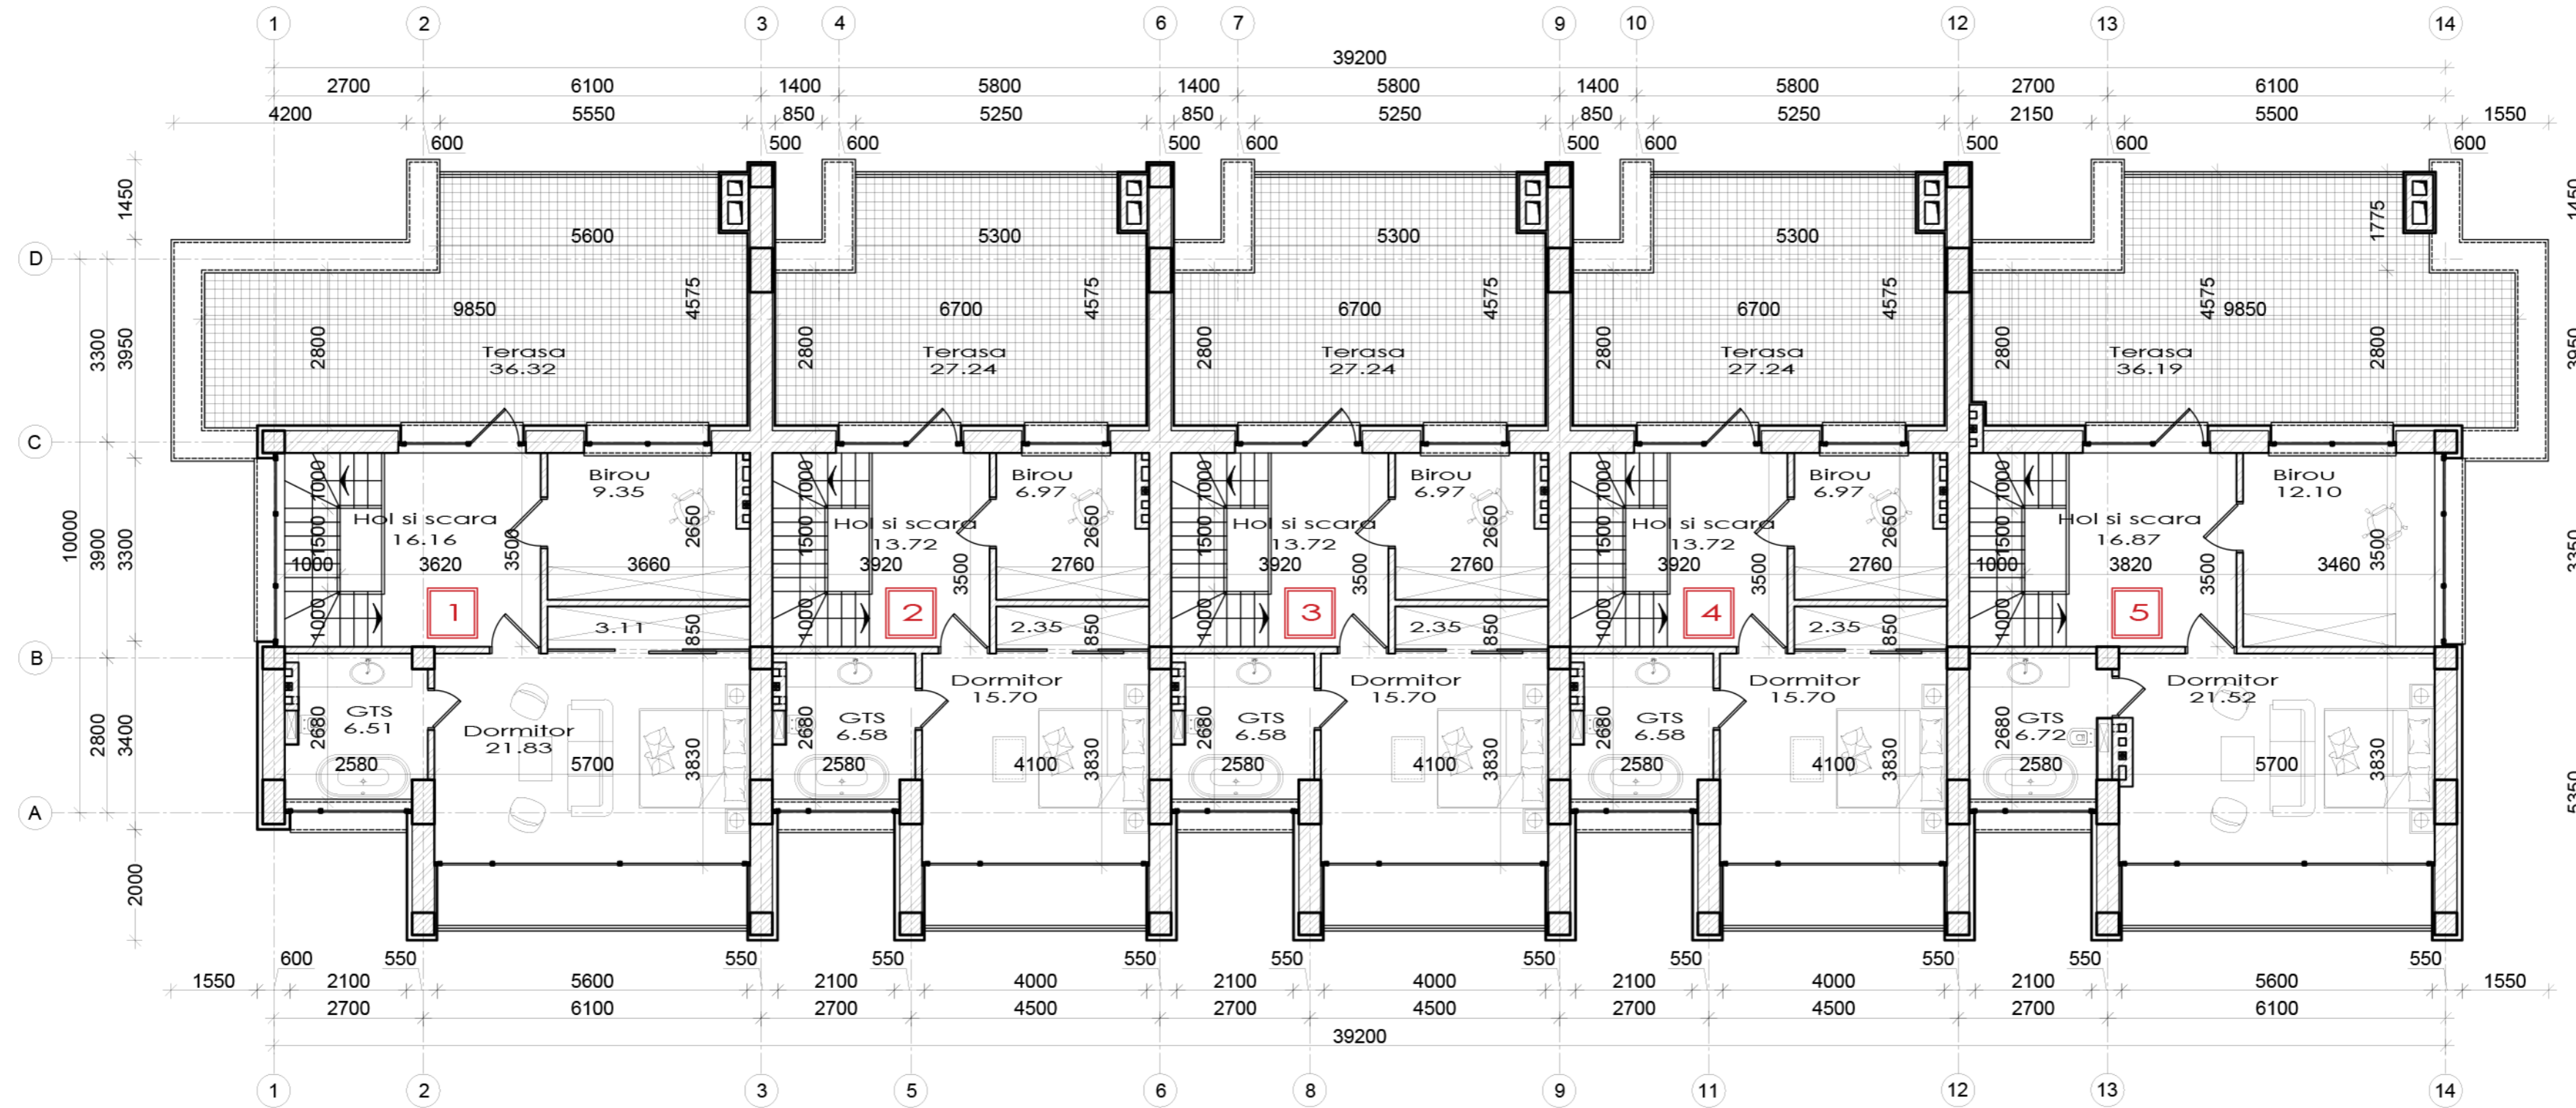 1 2 3 4 6 7 9 10 12 13 14
39200
2700 6100 1400 5800 1400 5800 1400 5800 2700 6100
4200 5550 850 5250 850 5250 850 5250 2150 5500 1550
600 500 600 500 600 500 600 500 600 600
1450 1775 1450
5600 5300 5300 5300
D
4575 4575 4575 4575 4575
9850 6700 6700 6700 9850
3300 3950 2800 2800 2800 2800 2800 2800 3950
Terasa Terasa Terasa Terasa Terasa
36.32 27.24 27.24 27.24 36.19
C
Birou Birou Birou Birou Birou
9.35 6.97 6.97 6.97 12.10
1000 1000 1000 1000 1000
Hol si scara Hol si scara Hol si scara Hol si scara Hol si scara
16.16 13.72 13.72 13.72 16.87
10000 3900 3300 1500 3500 2650 1500 3500 2650 1500 3500 2650 1500 3500 2650 1500 3500 3500 3350
1000 3620 3660 3920 2760 3920 2760 3920 2760 1000 3820 3460
1 2 3 4 5
1000 1000 1000 1000 1000
3.11 2.35 2.35 2.35
850 850 850 850
B
Dormitor Dormitor Dormitor Dormitor
15.70 15.70 15.70 21.52
GTS GTS GTS GTS GTS
6.51 6.58 6.58 6.58 6.72
Dormitor
21.83
2800 3400 2680 3830 2680 3830 2680 3830 2680 3830 2680 3830 5350
2580 5700 2580 4100 2580 4100 2580 4100 2580 5700
A
2000
600 550 550 550 550 550 550 550 550 550 550
1550 2100 5600 2100 4000 2100 4000 2100 4000 2100 5600 1550
2700 6100 2700 4500 2700 4500 2700 4500 2700 6100
39200
1 2 3 5 6 8 9 11 12 13 14